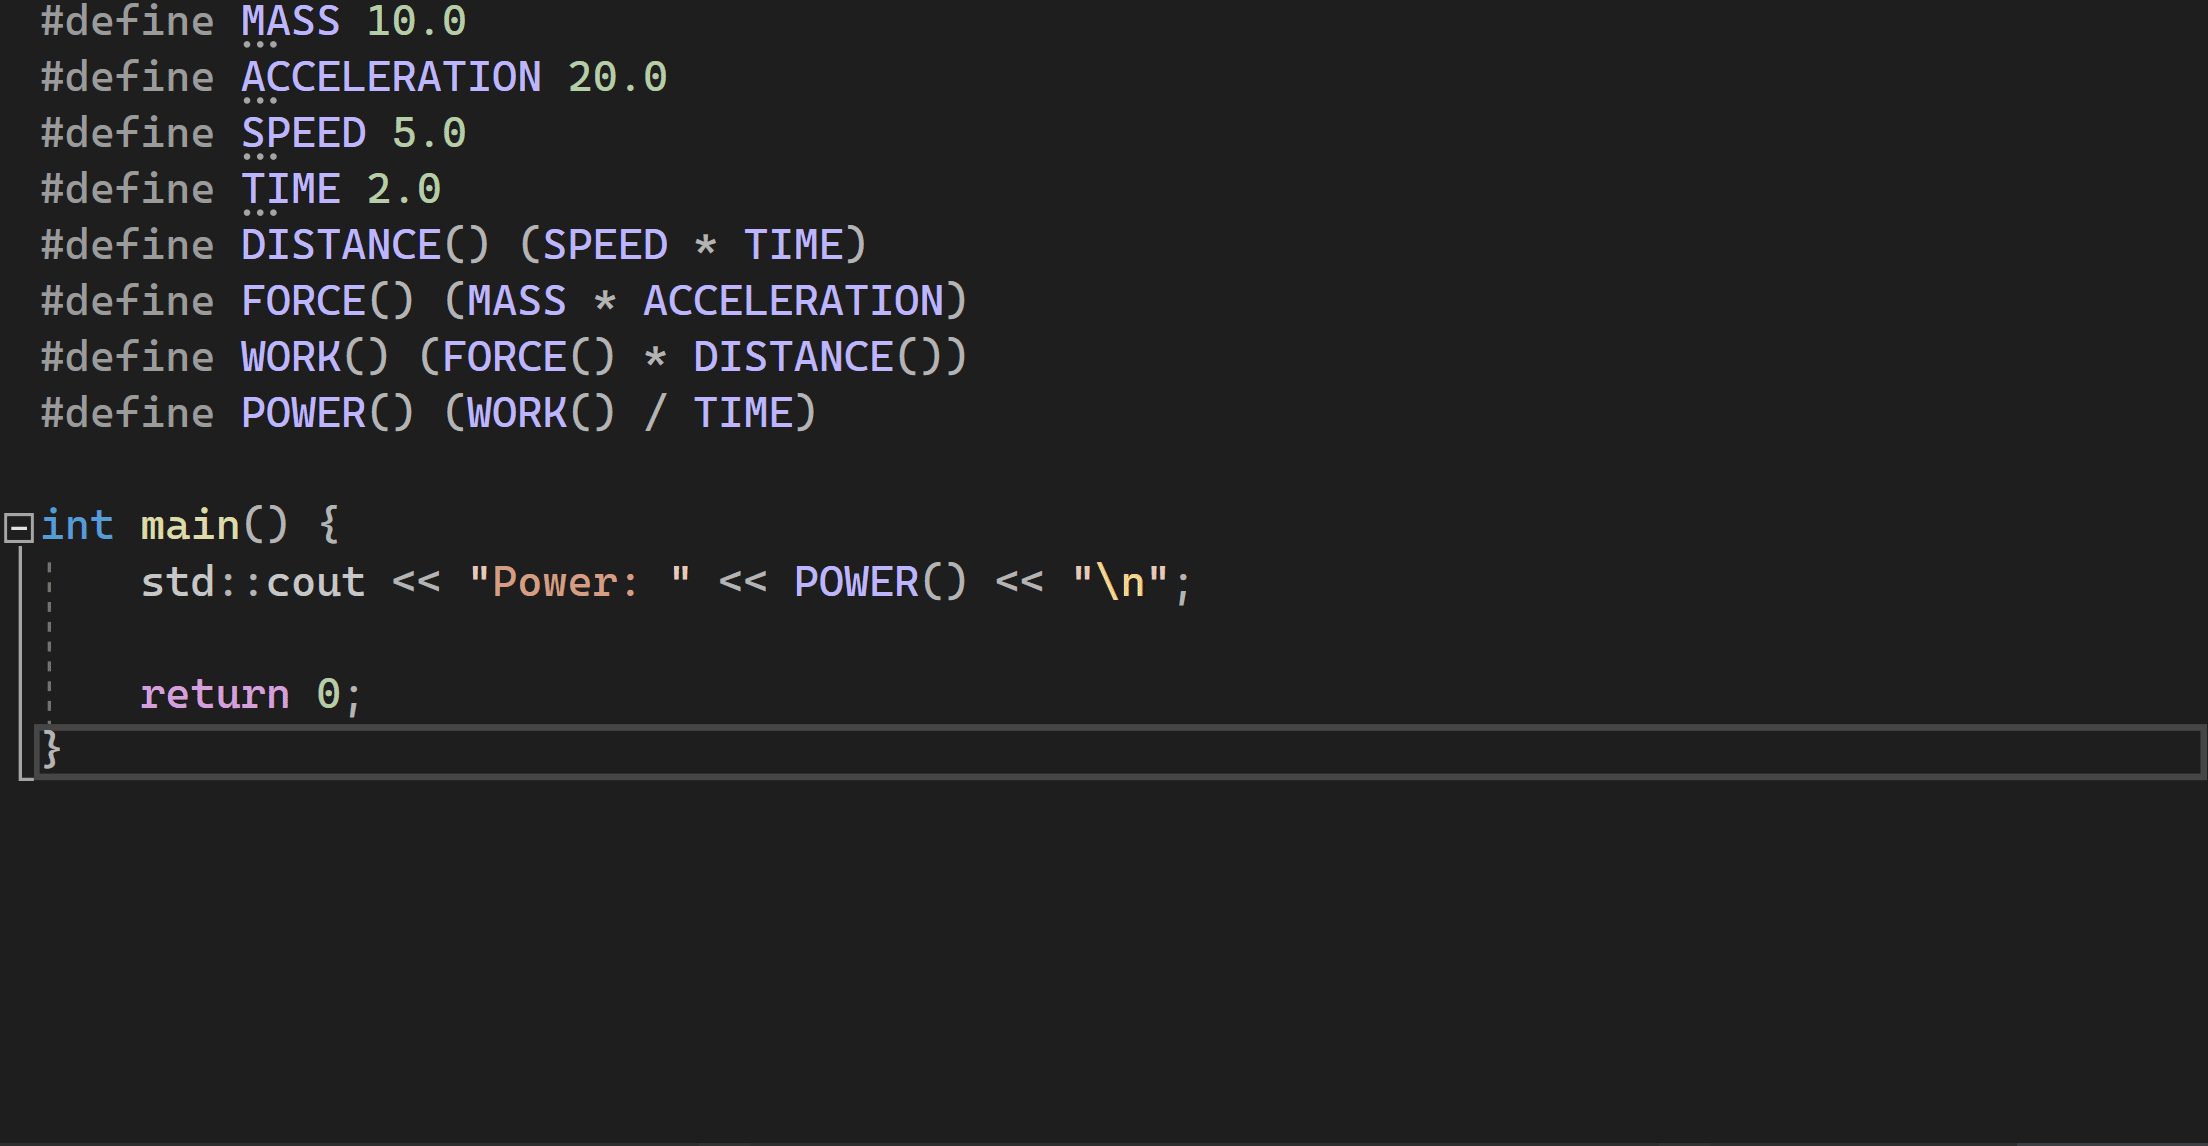 #define MASS 10.0
#define ACCELERATION 20.0
#define SPEED 5.0
#define TIME 2.0
#define DISTANCE() (SPEED * TIME)
#define FORCE() (MASS * ACCELERATION)
#define WORK() (FORCE() * DISTANCE())
#define POWER() (WORK() / TIME)
int main() {
    std::cout << "Power: " << POWER() << "\n";
    return 0;
}